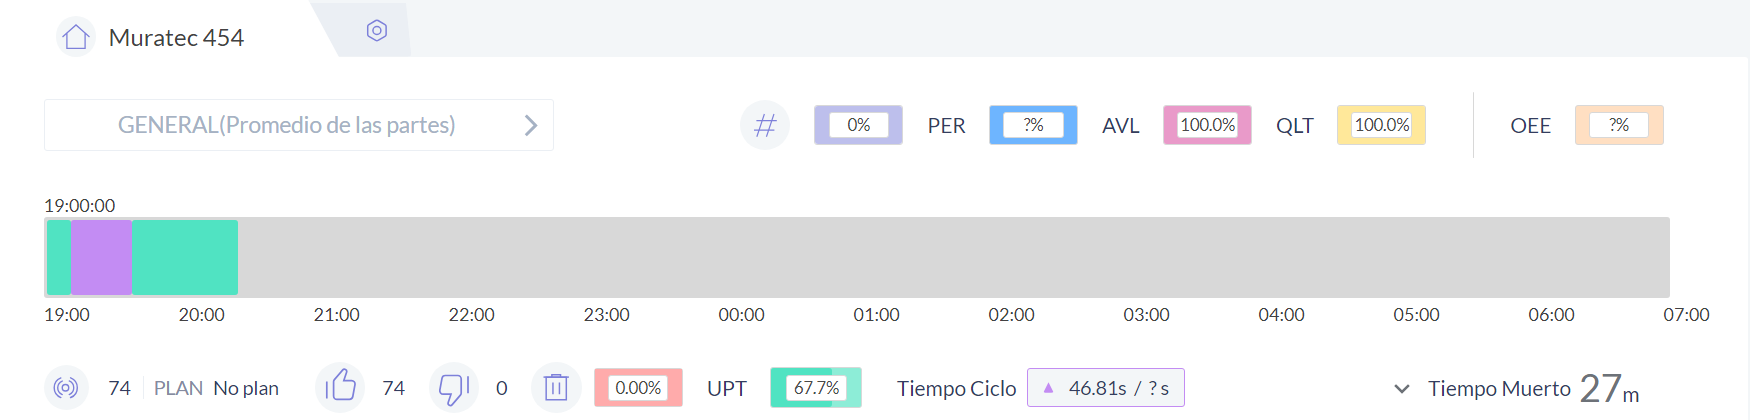 Muratec 454
GENERAL(Promedio de las partes)
# 0% PER ?% AVL 100.0% QLT 100.0% OEE ?%
19:00:00
19:00 20:00 21:00 22:00 23:00 00:00 01:00 02:00 03:00 04:00 05:00 06:00 07:00
74 PLAN No plan 74 0 0.00% UPT 67.7% Tiempo Ciclo 46.81s / ? s Tiempo Muerto 27m